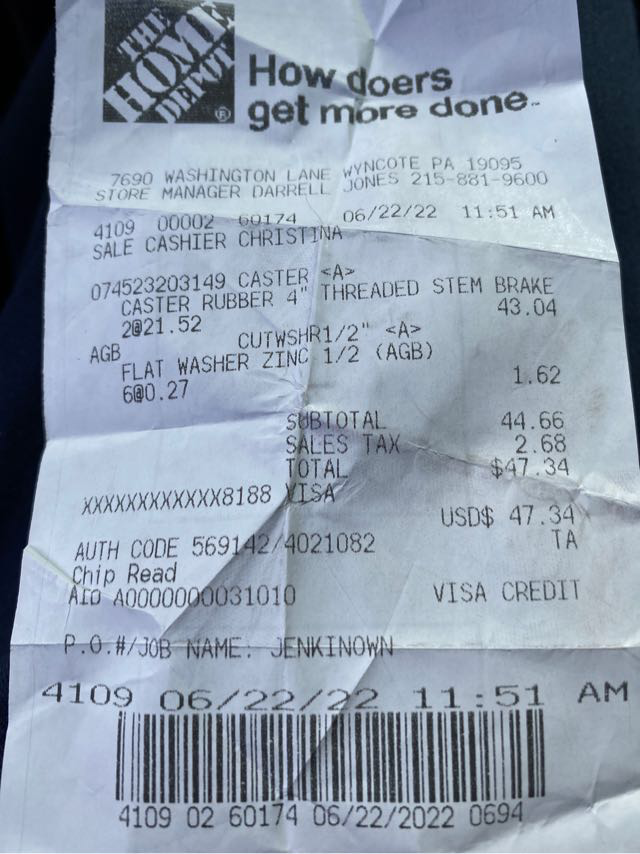 THE
HOME
DEPOT
®
How doers
get more done™
7690 WASHINGTON LANE WYNCOTE PA 19095
STORE MANAGER DARRELL JONES 215-881-9600
4109 00002 60174 06/22/22 11:51 AM
SALE CASHIER CHRISTINA
074523203149 CASTER <A>
CASTER RUBBER 4" THREADED STEM BRAKE
2@21.52 43.04
AGB CUTWSHR1/2" <A>
FLAT WASHER ZINC 1/2 (AGB)
6@0.27 1.62
SUBTOTAL 44.66
SALES TAX 2.68
TOTAL $47.34
XXXXXXXXXXXX8188 VISA
USD$ 47.34
AUTH CODE 569142/4021082 TA
Chip Read
AID A0000000031010 VISA CREDIT
P.O.#/JOB NAME: JENKINOWN
4109 06/22/22 11:51 AM
4109 02 60174 06/22/2022 0694